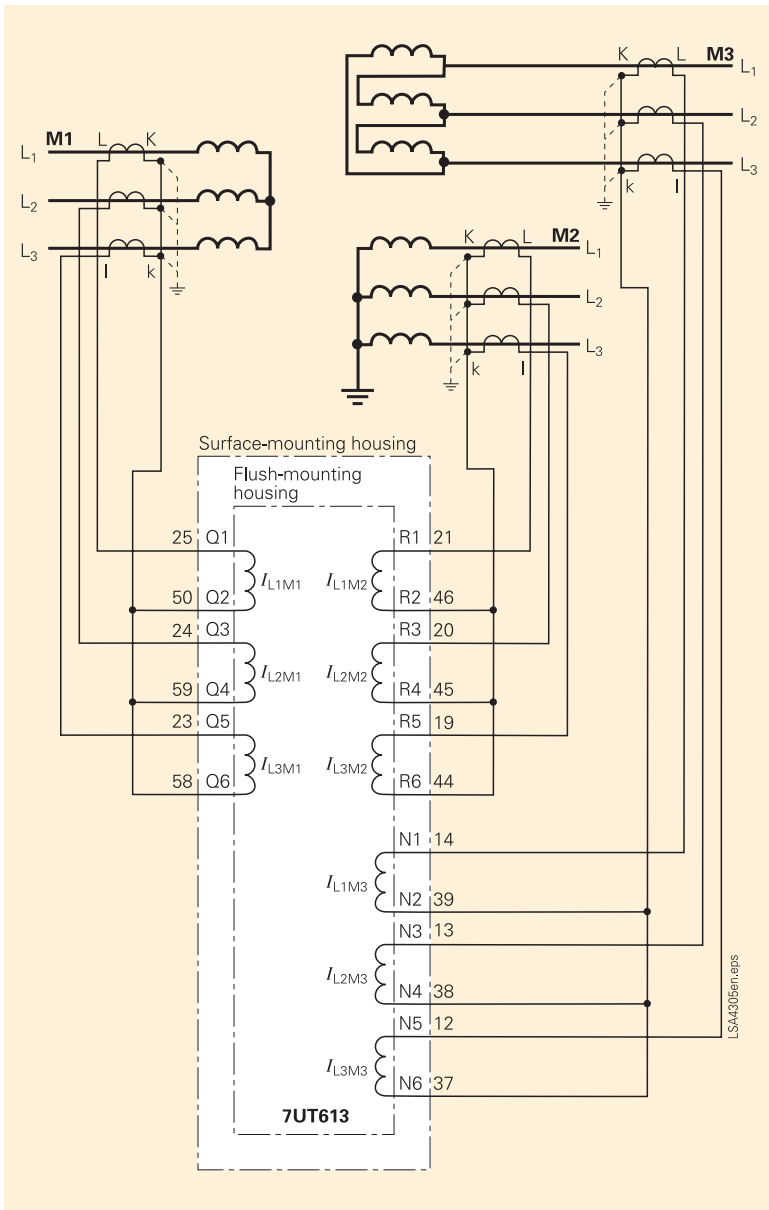 K L M3
L1
L2
L3
k l
M1 L K
L1
L2
L3
l k
K L M2
L1
L2
L3
k l
Surface-mounting housing
Flush-mounting
housing
25 Q1 R1 21
IL1M1 IL1M2
50 Q2 R2 46
24 Q3 R3 20
IL2M1 IL2M2
59 Q4 R4 45
23 Q5 R5 19
IL3M1 IL3M2
58 Q6 R6 44
N1 14
IL1M3
N2 39
N3 13
IL2M3
N4 38
N5 12
IL3M3
N6 37
7UT613
LSA4305en.eps